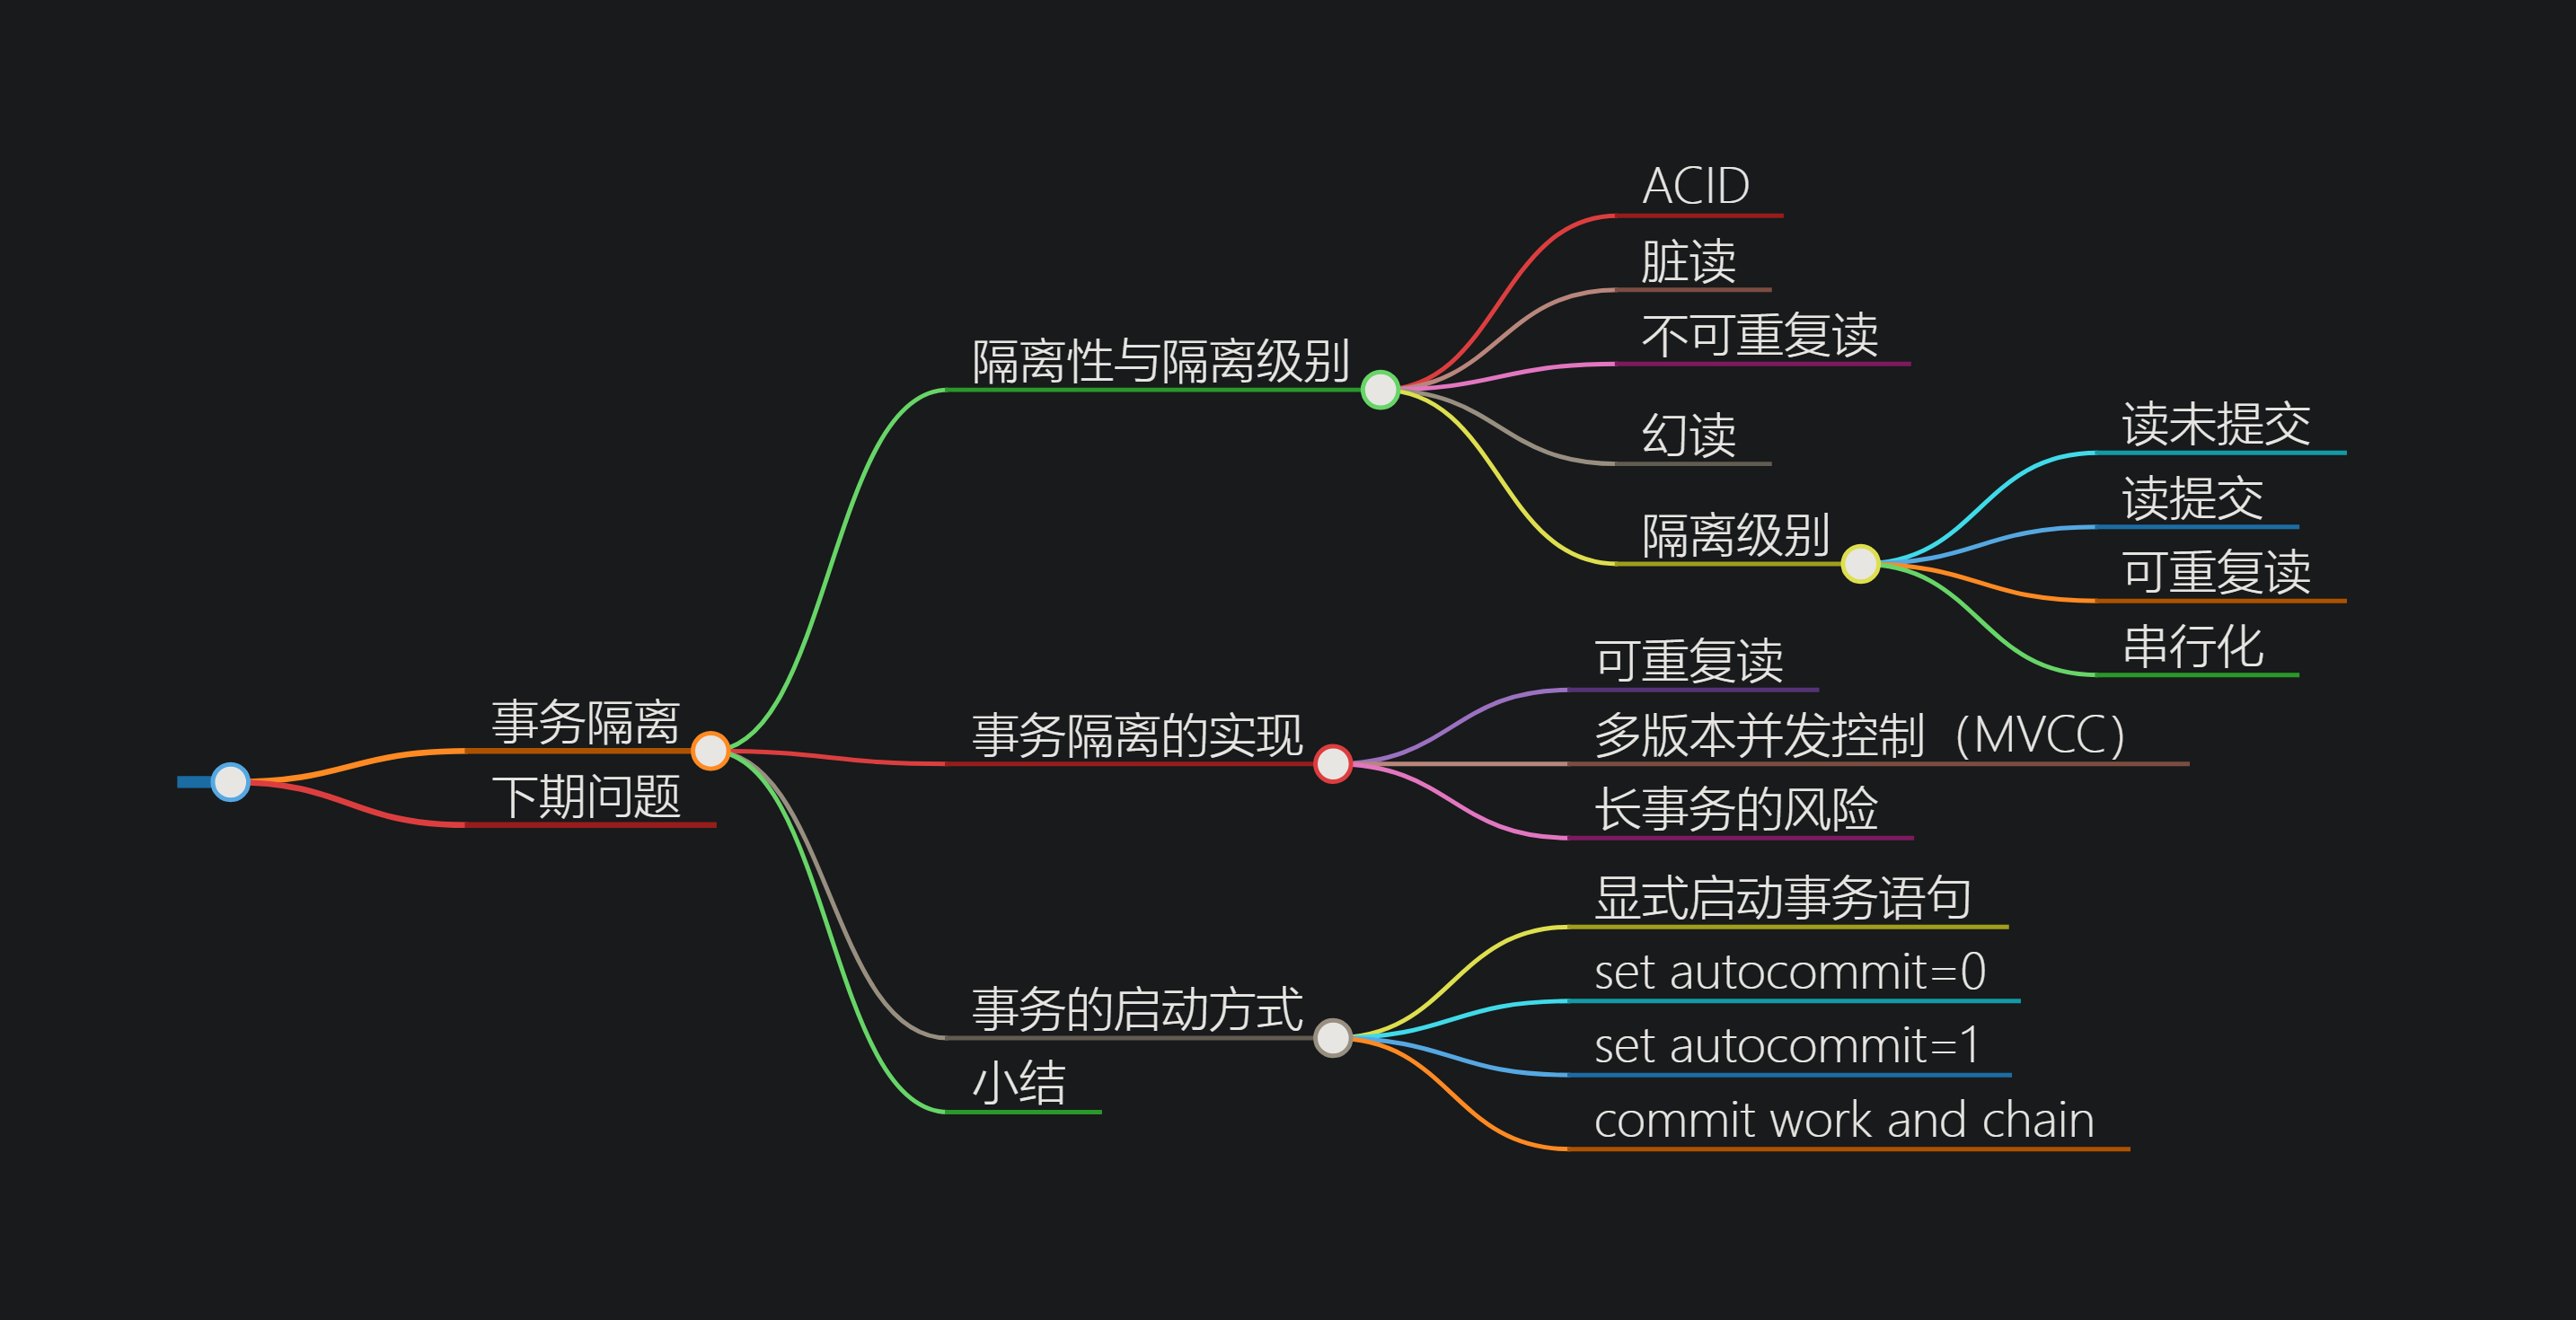 ACID
脏读
不可重复读
隔离性与隔离级别
幻读
读未提交
读提交
隔离级别
可重复读
串行化
可重复读
事务隔离
事务隔离的实现
多版本并发控制（MVCC）
下期问题
长事务的风险
显式启动事务语句
set autocommit=0
事务的启动方式
set autocommit=1
小结
commit work and chain